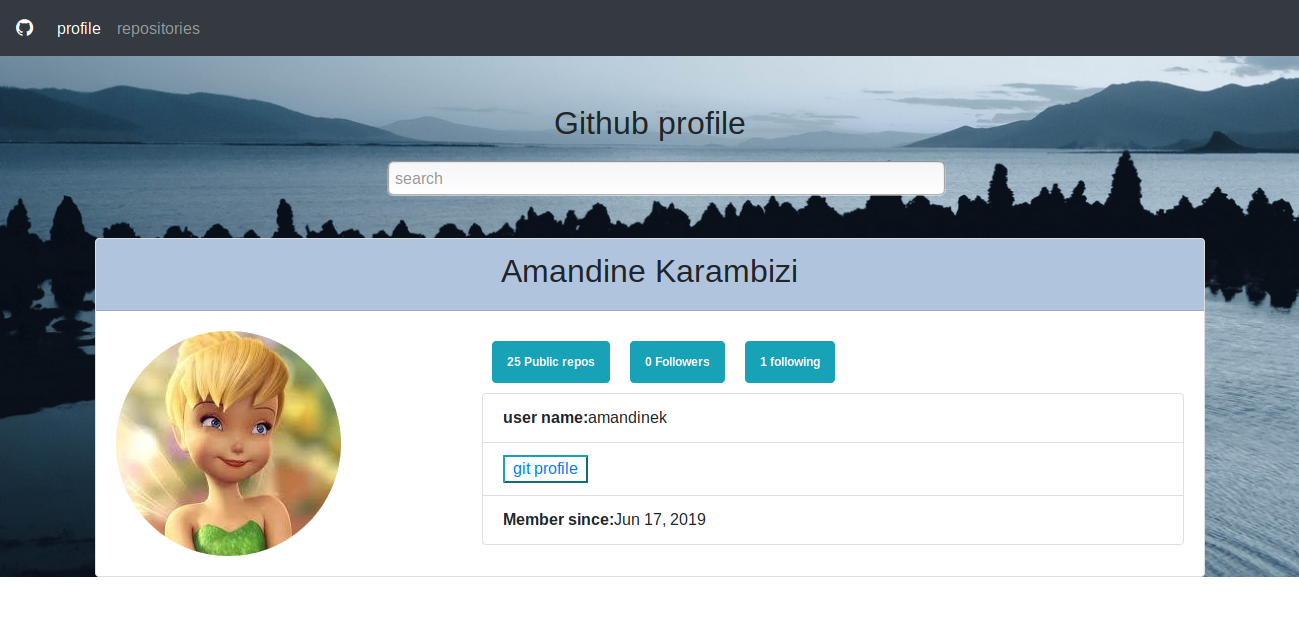 profile repositories
Github profile
search
Amandine Karambizi
25 Public repos 0 Followers 1 following
user name:amandinek
git profile
Member since:Jun 17, 2019